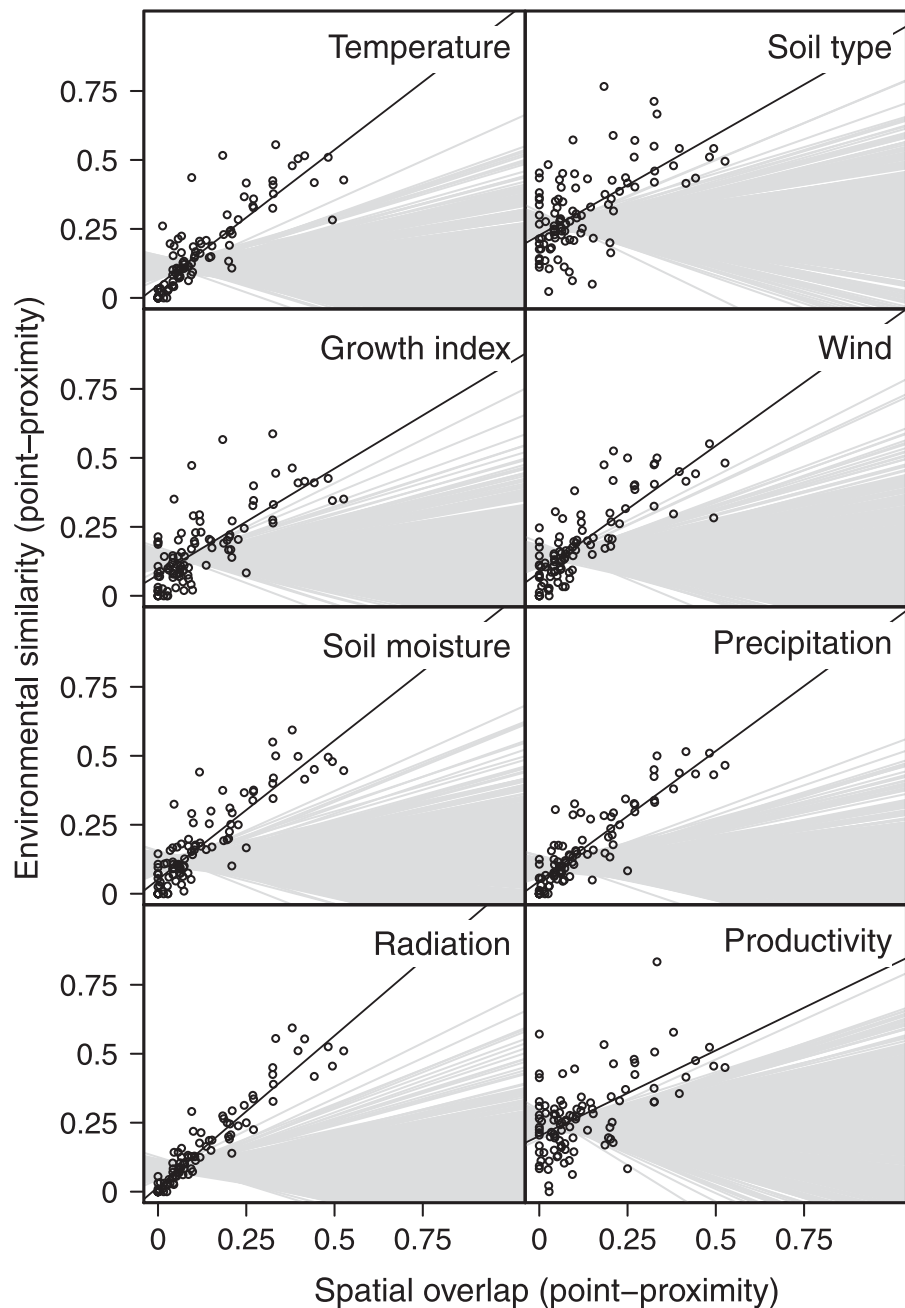 Temperature
Soil type
0.75
0.5
0.25
0
Growth index
Wind
0.75
0.5
0.25
0
Soil moisture
Precipitation
0.75
0.5
0.25
0
Radiation
Productivity
0.75
0.5
0.25
0
0 0.25 0.5 0.75
0 0.25 0.5 0.75
Environmental similarity (point–proximity)
Spatial overlap (point–proximity)